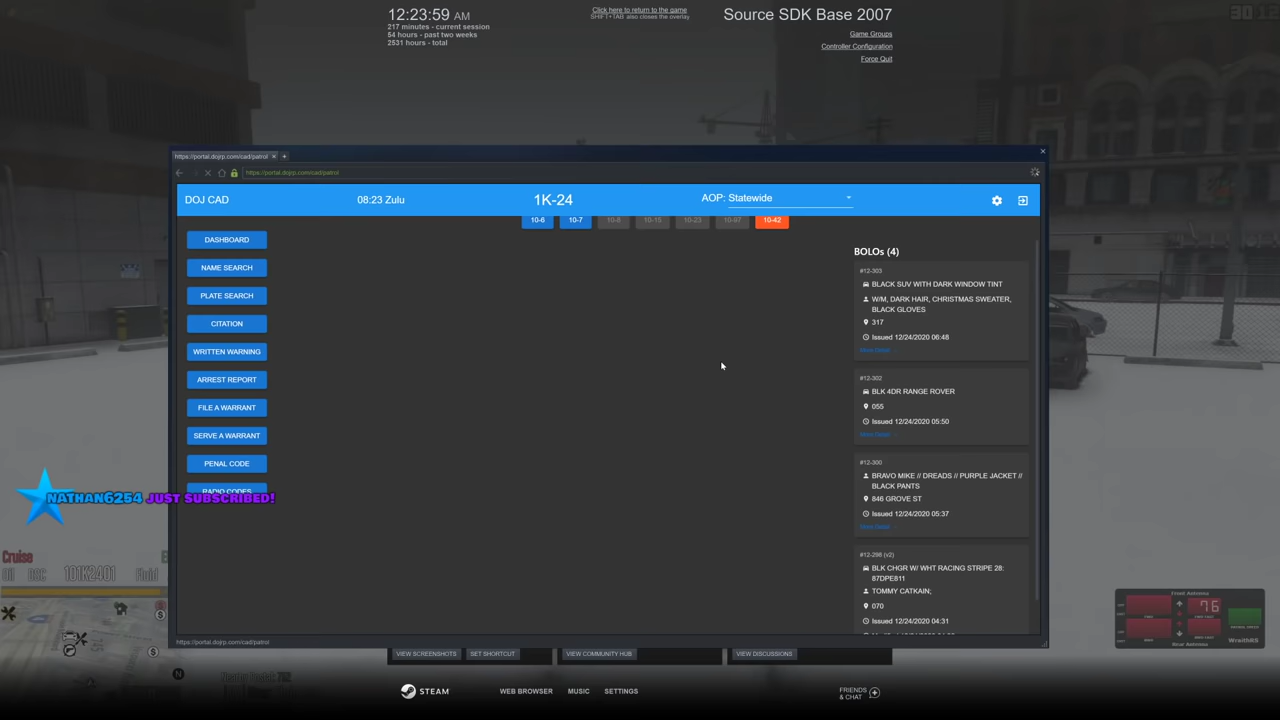 12:23:59 AM
217 minutes - current session
54 hours - past two weeks
2531 hours - total
Click here to return to the game
SHIFT+TAB also closes the overlay
Source SDK Base 2007
Game Groups
Controller Configuration
Force Quit
https://portal.dojrp.com/cad/patrol
https://portal.dojrp.com/cad/patrol
DOJ CAD
08:23 Zulu
1K-24
AOP: Statewide
10-6
10-7
10-8
10-15
10-23
10-97
10-42
DASHBOARD
NAME SEARCH
PLATE SEARCH
CITATION
WRITTEN WARNING
ARREST REPORT
FILE A WARRANT
SERVE A WARRANT
PENAL CODE
RADIO CODES
BOLOs (4)
#12-303
BLACK SUV WITH DARK WINDOW TINT
W/M, DARK HAIR, CHRISTMAS SWEATER,
BLACK GLOVES
317
Issued 12/24/2020 06:48
#12-302
BLK 4DR RANGE ROVER
055
Issued 12/24/2020 05:50
#12-300
BRAVO MIKE // DREADS // PURPLE JACKET //
BLACK PANTS
846 GROVE ST
Issued 12/24/2020 05:37
#12-298 (v2)
BLK CHGR W/ WHT RACING STRIPE 28:
87DPE811
TOMMY CATKAIN;
070
Issued 12/24/2020 04:31
NATHAN6254 JUST SUBSCRIBED!
Cruise
101K2401
Fluid
https://portal.dojrp.com/cad/patrol
VIEW SCREENSHOTS
SET SHORTCUT
VIEW COMMUNITY HUB
VIEW DISCUSSIONS
STEAM
WEB BROWSER
MUSIC
SETTINGS
FRIENDS
& CHAT
Front Antenna
76
Rear Antenna
WraithRS
N